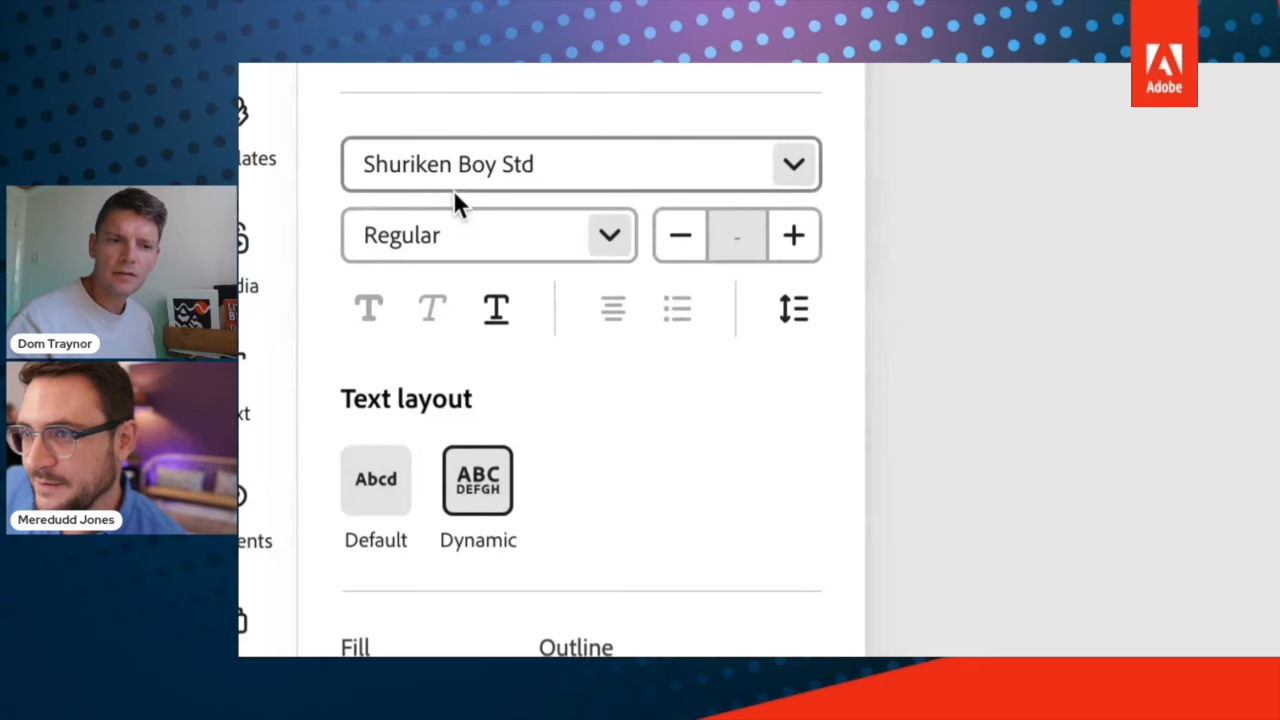 Adobe
lates
Shuriken Boy Std
Regular
-
dia
T T T
Dom Traynor
Text layout
xt
Abcd
ABC
DEFGH
Default
Dynamic
Meredudd Jones
ents
Fill
Outline